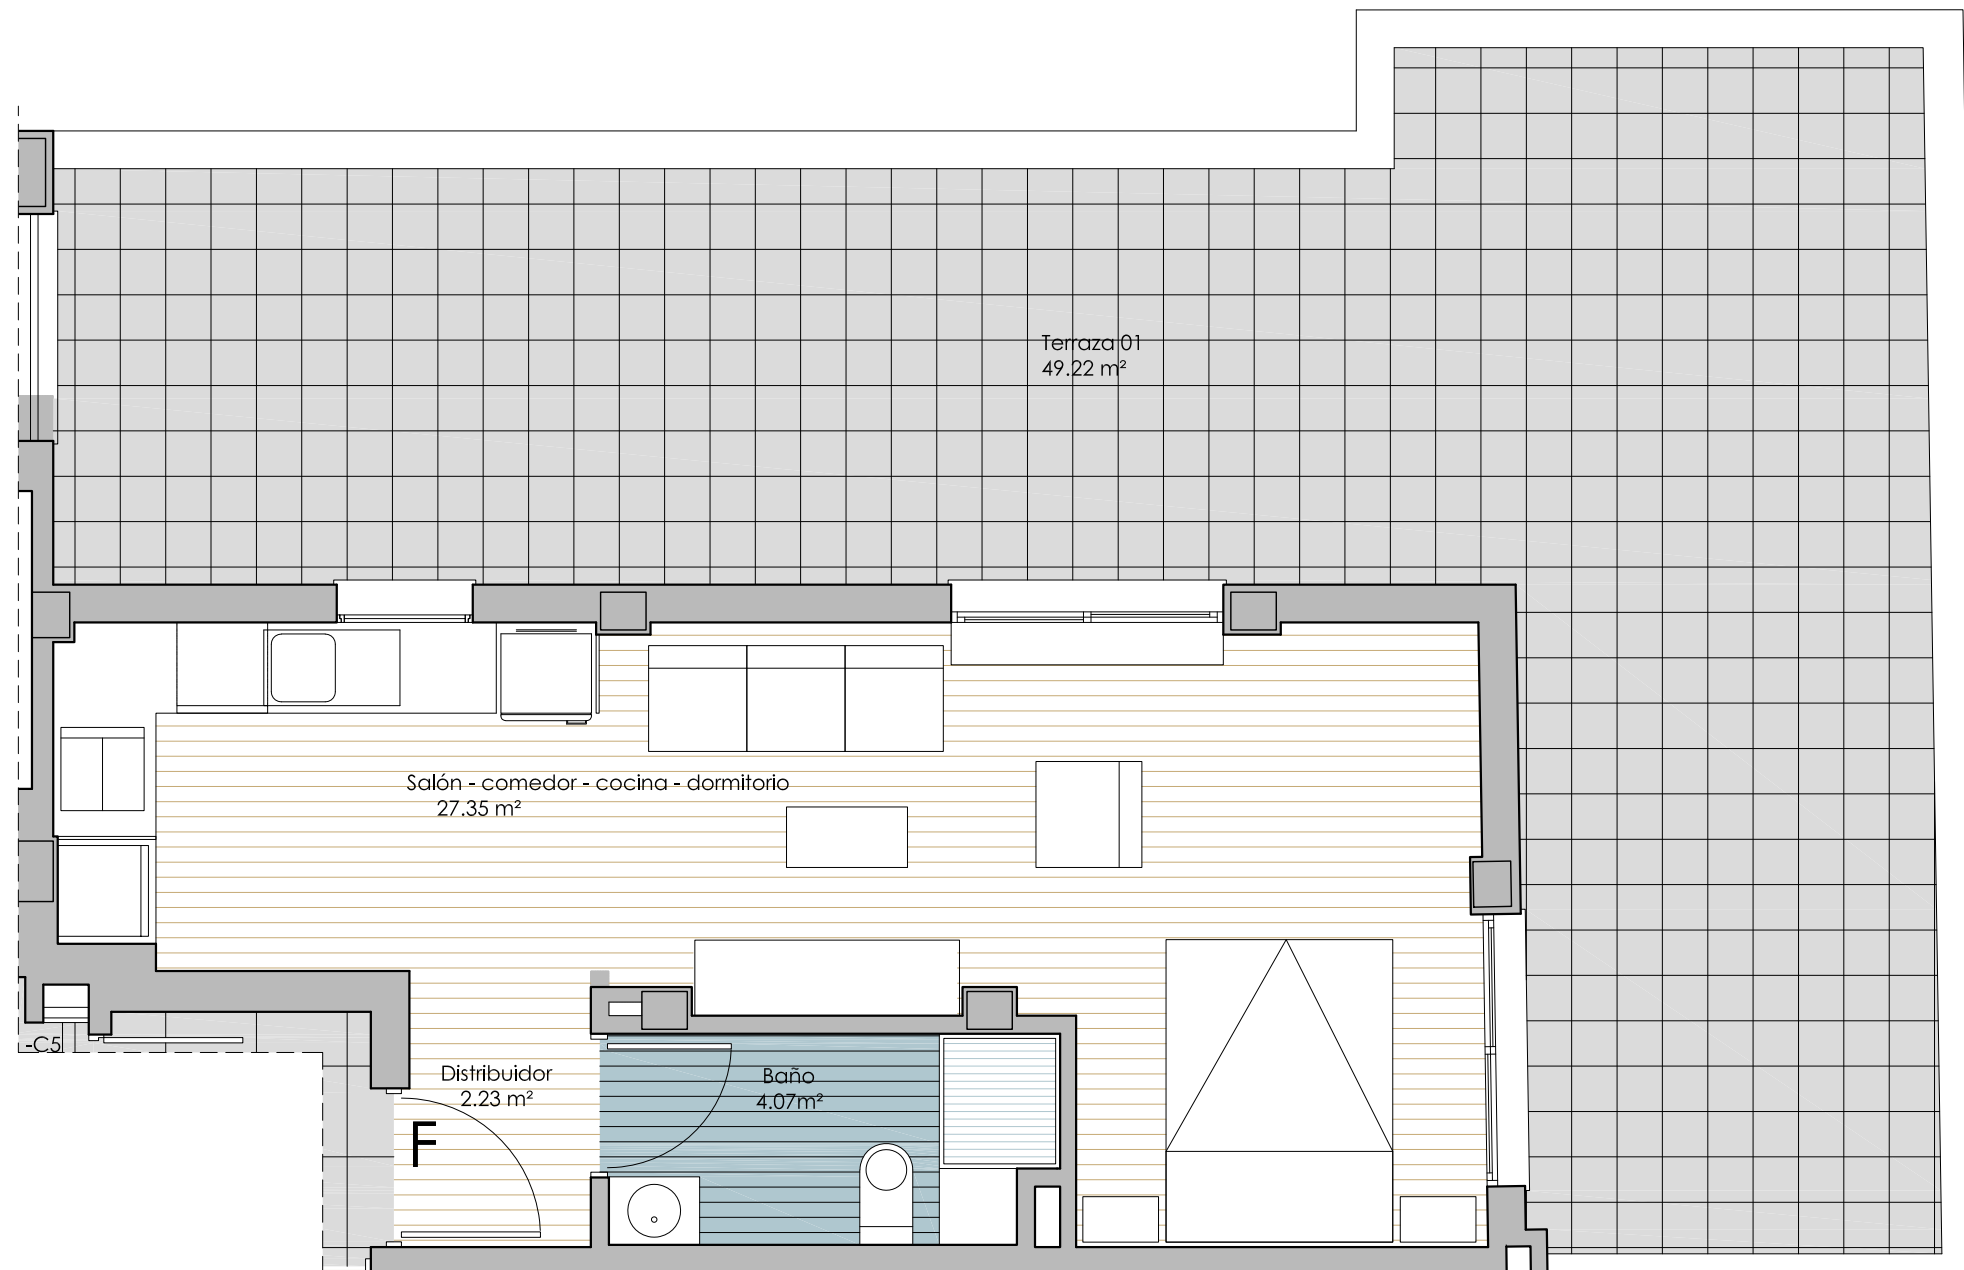 Terraza 01
49.22 m²
Salón - comedor - cocina - dormitorio
27.35 m²
-C5
Distribuidor
2.23 m²
Baño
4.07m²
F